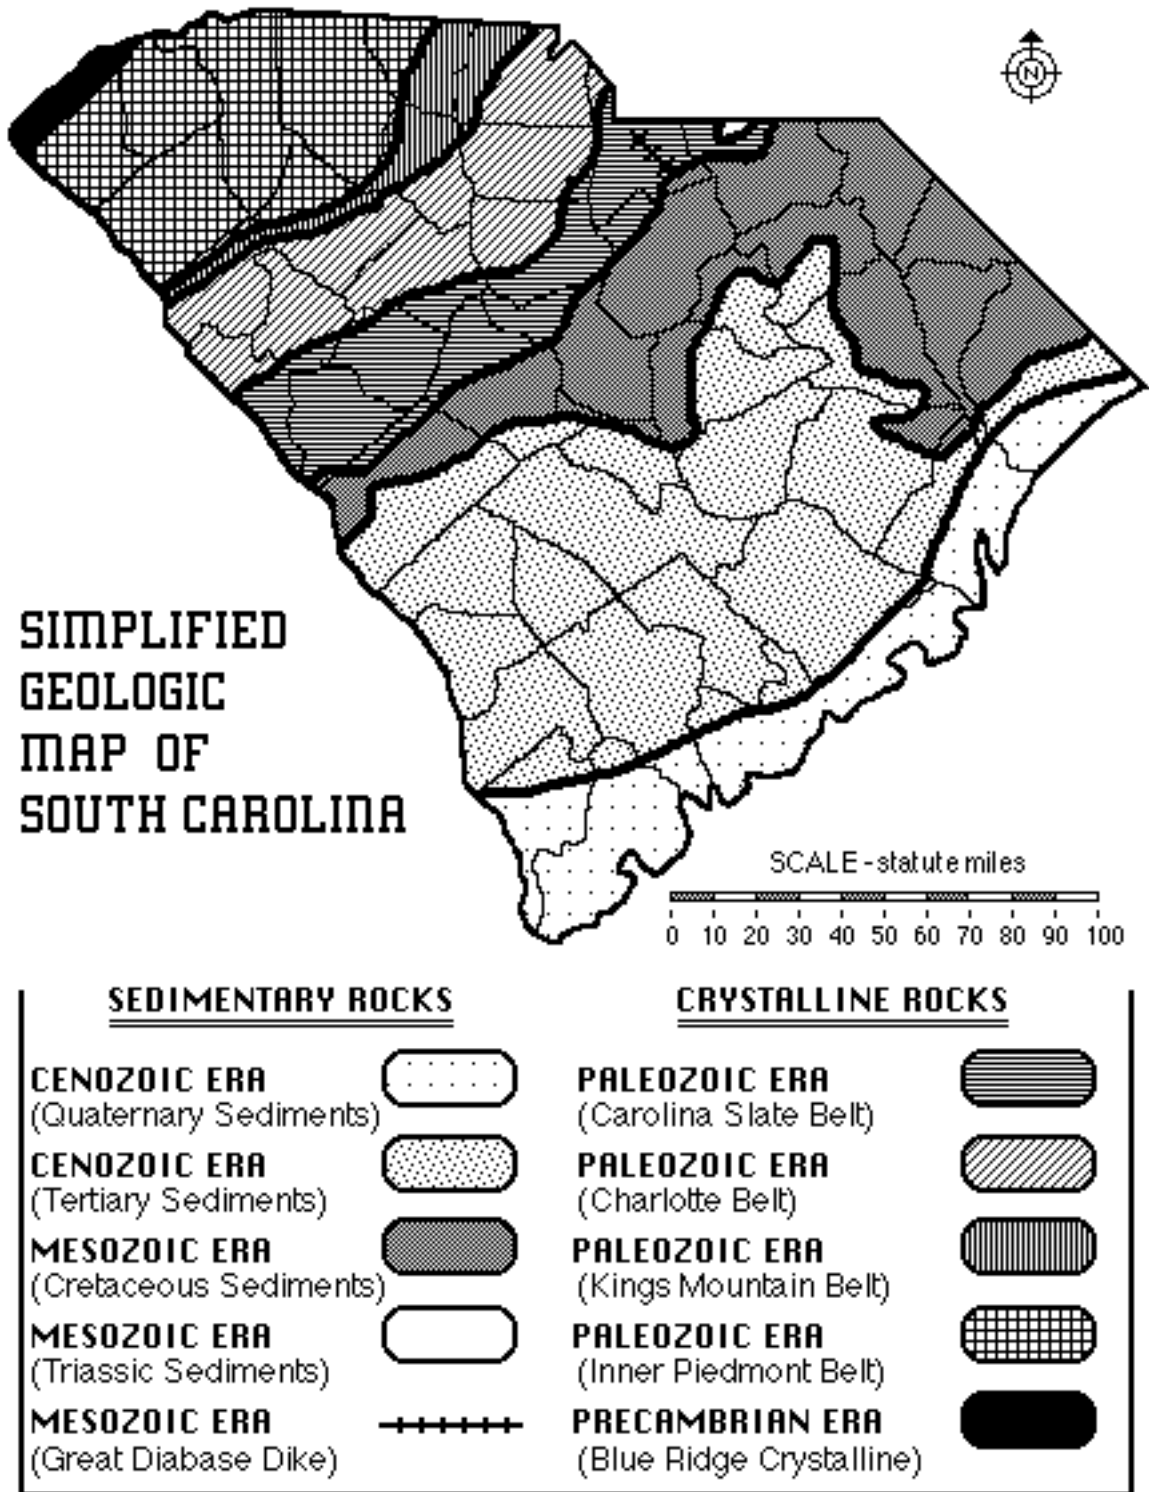 N
SIMPLIFIED
GEOLOGIC
MAP OF
SOUTH CAROLINA
SCALE - statute miles
0 10 20 30 40 50 60 70 80 90 100
SEDIMENTARY ROCKS
CENOZOIC ERA
(Quaternary Sediments)
CENOZOIC ERA
(Tertiary Sediments)
MESOZOIC ERA
(Cretaceous Sediments)
MESOZOIC ERA
(Triassic Sediments)
MESOZOIC ERA
(Great Diabase Dike)
CRYSTALLINE ROCKS
PALEOZOIC ERA
(Carolina Slate Belt)
PALEOZOIC ERA
(Charlotte Belt)
PALEOZOIC ERA
(Kings Mountain Belt)
PALEOZOIC ERA
(Inner Piedmont Belt)
PRECAMBRIAN ERA
(Blue Ridge Crystalline)